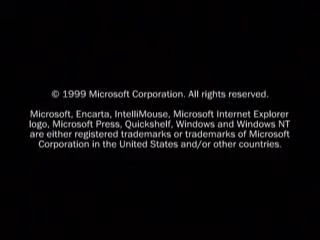 © 1999 Microsoft Corporation. All rights reserved.
Microsoft, Encarta, IntelliMouse, Microsoft Internet Explorer
logo, Microsoft Press, Quickshelf, Windows and Windows NT
are either registered trademarks or trademarks of Microsoft
Corporation in the United States and/or other countries.